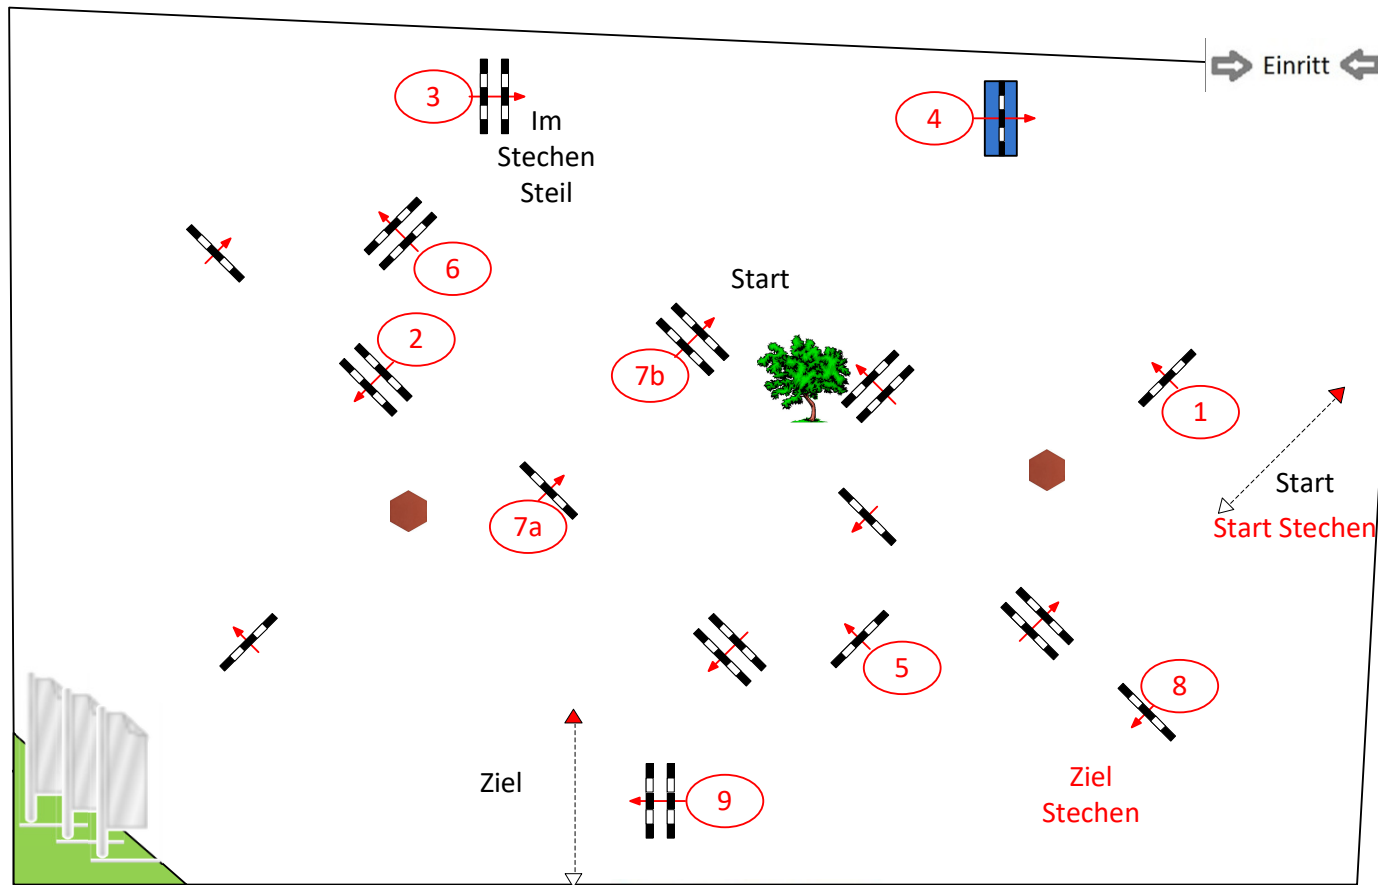 Einritt
3
Im
Stechen
Steil
4
6
Start
2
7b
1
Start
Start Stechen
7a
5
8
Ziel
Ziel
Stechen
9